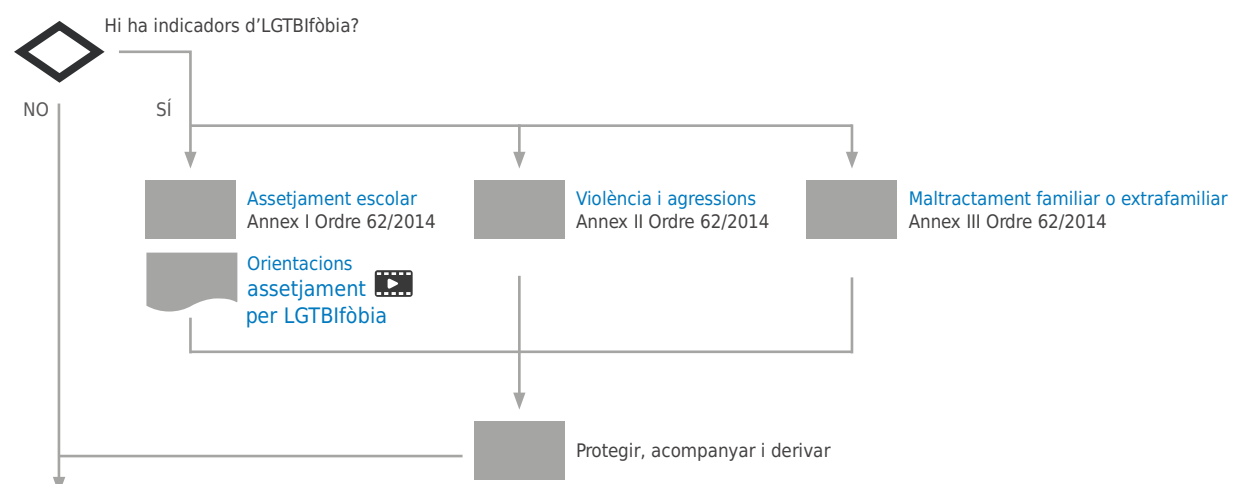 Hi ha indicadors d’LGTBIfòbia?
NO
SÍ
Assetjament escolar
Annex I Ordre 62/2014
Violència i agressions
Annex II Ordre 62/2014
Maltractament familiar o extrafamiliar
Annex III Ordre 62/2014
Orientacions
assetjament
per LGTBIfòbia
Protegir, acompanyar i derivar